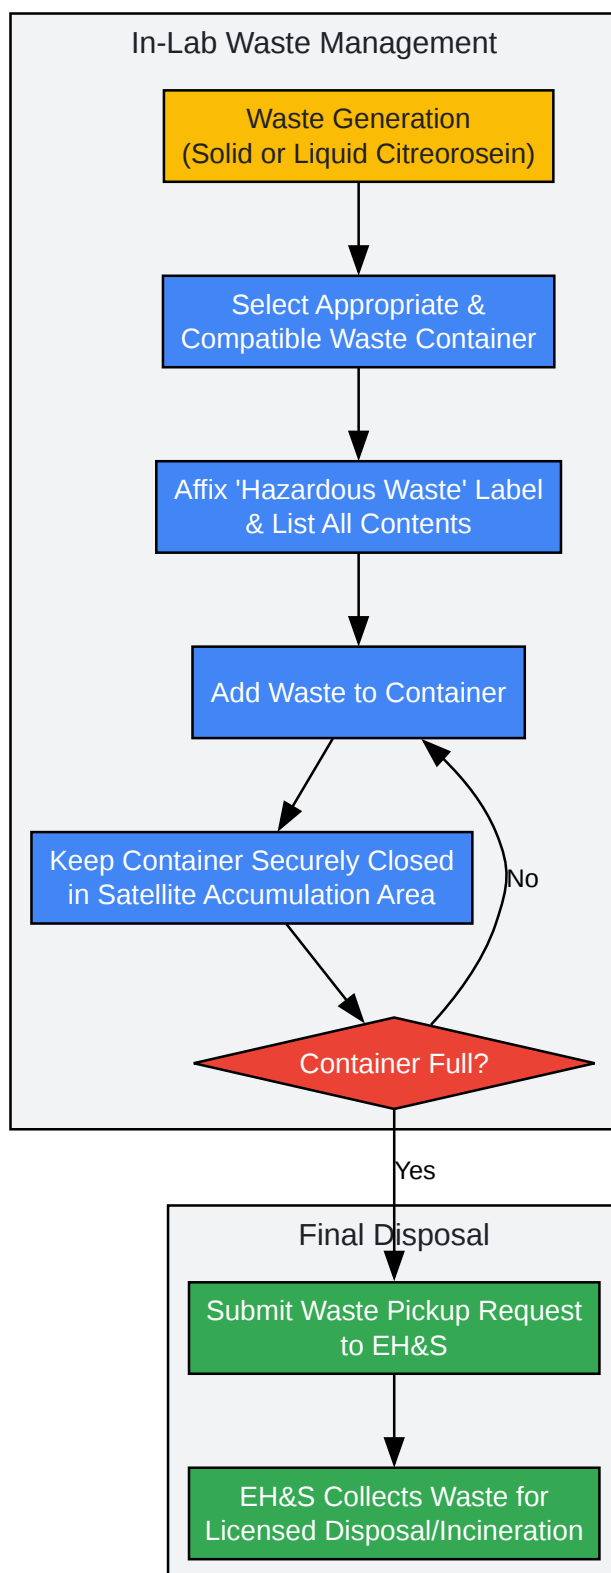 In-Lab Waste Management
Waste Generation
(Solid or Liquid Citreorosein)
Select Appropriate &
Compatible Waste Container
Affix 'Hazardous Waste' Label
& List All Contents
Add Waste to Container
Keep Container Securely Closed
in Satellite Accumulation Area
No
Container Full?
Yes
Final Disposal
Submit Waste Pickup Request
to EH&S
EH&S Collects Waste for
Licensed Disposal/Incineration